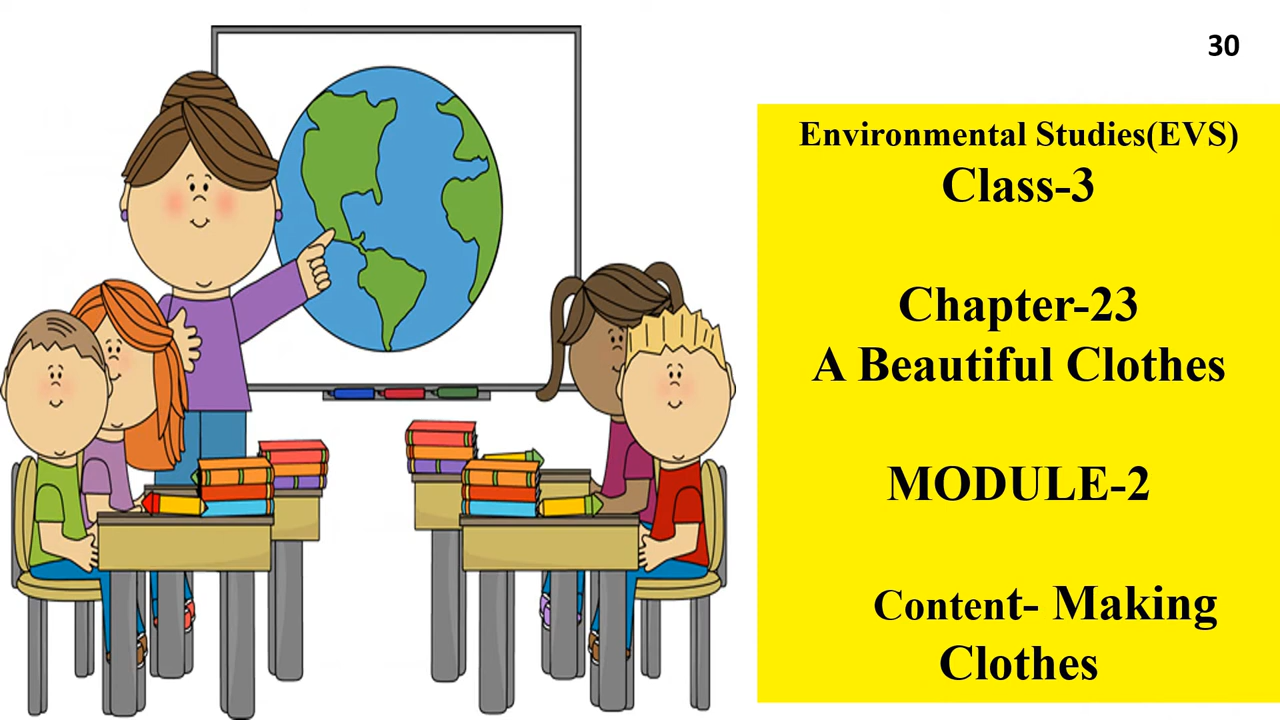 30
Environmental Studies(EVS)
Class-3
Chapter-23
A Beautiful Clothes
MODULE-2
Content- Making
Clothes